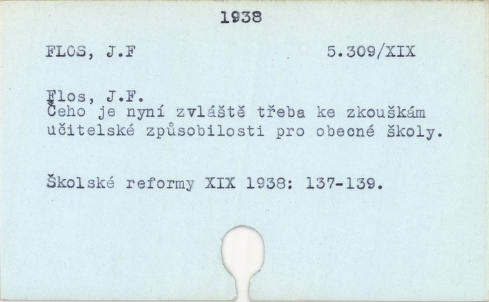 1938
FLOS, J.F 5.309/XIX
Flos, J.F.
Čeho je nyní zvláště třeba ke zkouškám
učitelské způsobilosti pro obecné školy.
Školské reformy XIX 1938: 137-139.